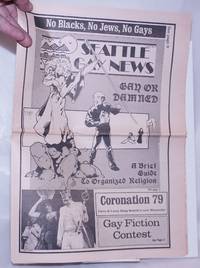 No Blacks, No Jews, No Gays
SEATTLE
GAY NEWS
GAY OR
DAMNED
A Brief
Guide
To Organized Religion
Coronation 79
Gay Fiction
Contest